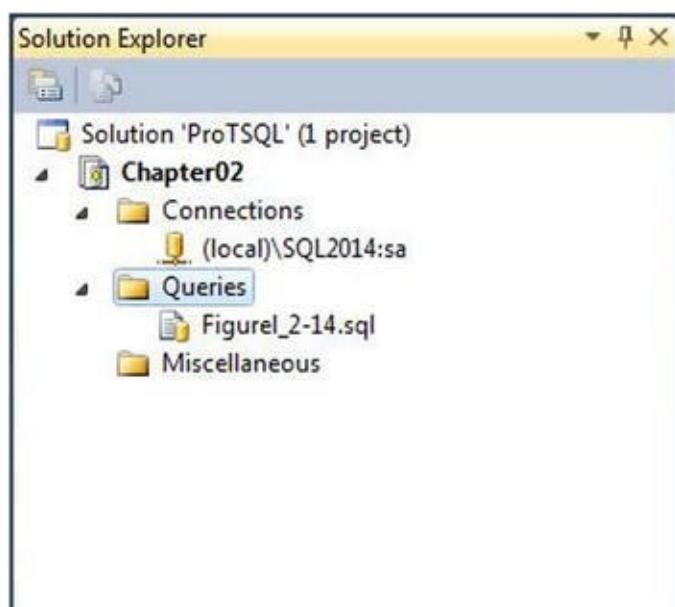 Solution Explorer
Solution 'ProTSQL' (1 project)
Chapter02
Connections
(local)\SQL2014:sa
Queries
Figurel_2-14.sql
Miscellaneous